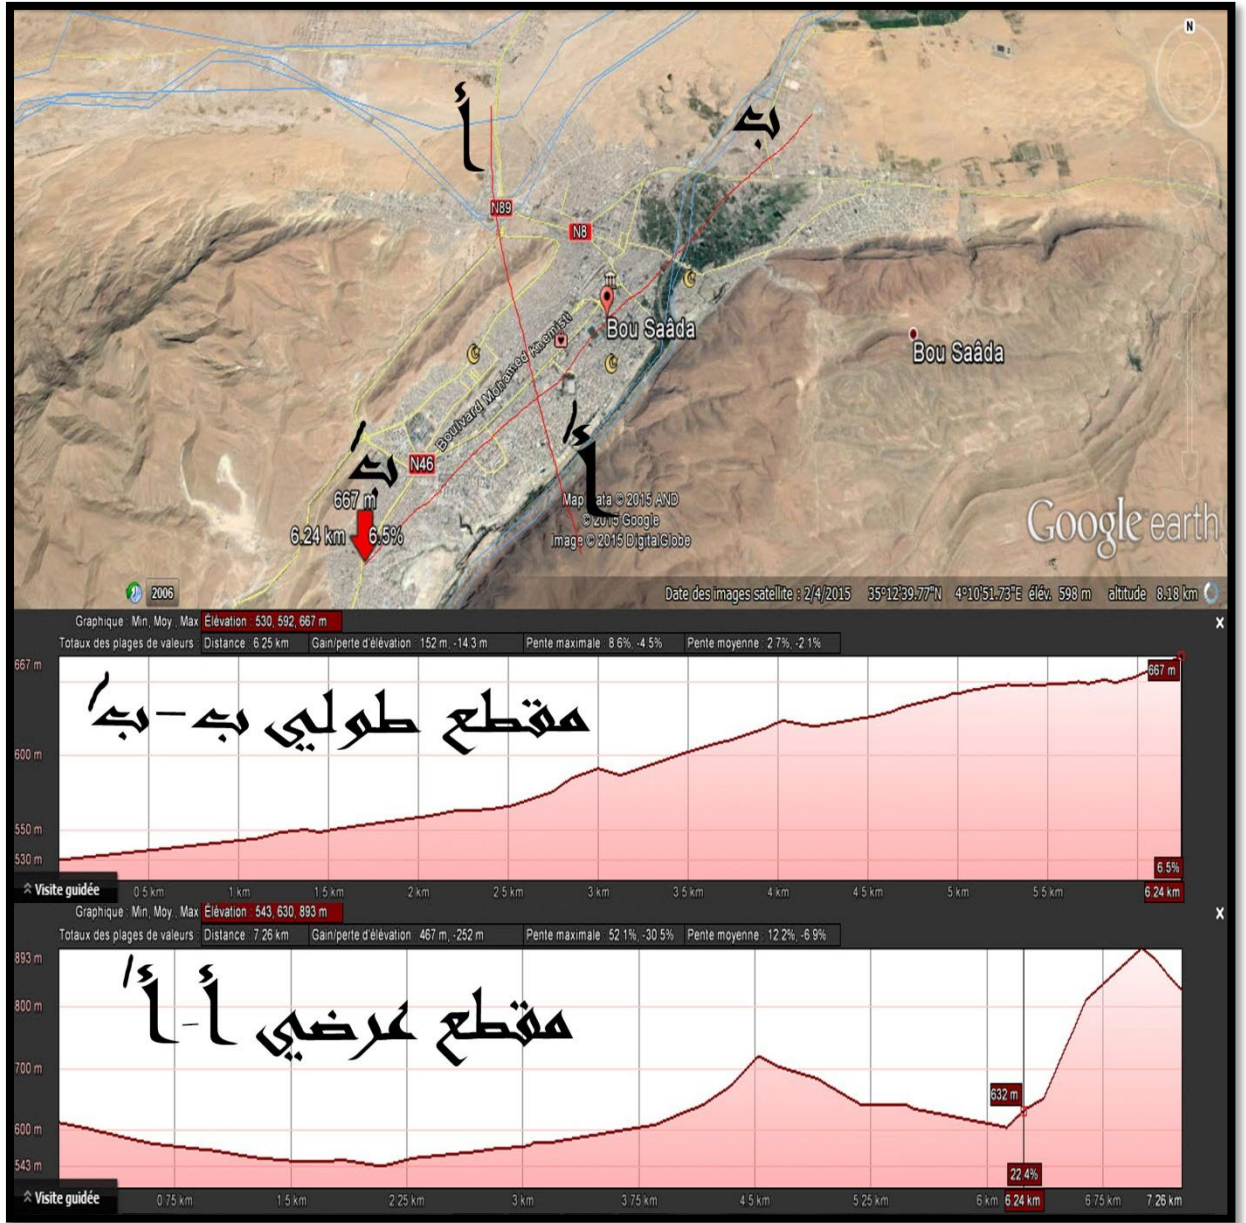 N
أ
ب
N89
N8
Bou Saâda
Bou Saâda
Boulvard Mohamed Khemisti
أ/
ب/
N46
667 m
6.24 km 6.5%
Map data © 2015 AND
© 2015 Google
Image © 2015 DigitalGlobe
Google earth
2006
Date des images satellite : 2/4/2015 35°12'39.77"N 4°10'51.73"E élév. 598 m altitude 8.18 km
Graphique : Min, Moy., Max Élévation : 530, 592, 667 m
Totaux des plages de valeurs : Distance : 6.25 km Gain/perte d'élévation : 152 m, -14.3 m Pente maximale : 8.6%, -4.5% Pente moyenne : 2.7%, -2.1%
667 m
667 m
مقطع طولي ب-ب/
600 m
550 m
530 m
6.5%
Visite guidée 0.5 km 1 km 1.5 km 2 km 2.5 km 3 km 3.5 km 4 km 4.5 km 5 km 5.5 km 6.24 km
Graphique : Min, Moy., Max Élévation : 543, 630, 893 m
Totaux des plages de valeurs : Distance : 7.26 km Gain/perte d'élévation : 467 m, -252 m Pente maximale : 52.1%, -30.5% Pente moyenne : 12.2%, -6.9%
893 m
مقطع عرضي أ-أ/
800 m
700 m
632 m
600 m
543 m
22.4%
Visite guidée 0.75 km 1.5 km 2.25 km 3 km 3.75 km 4.5 km 5.25 km 6 km 6.24 km 6.75 km 7.26 km